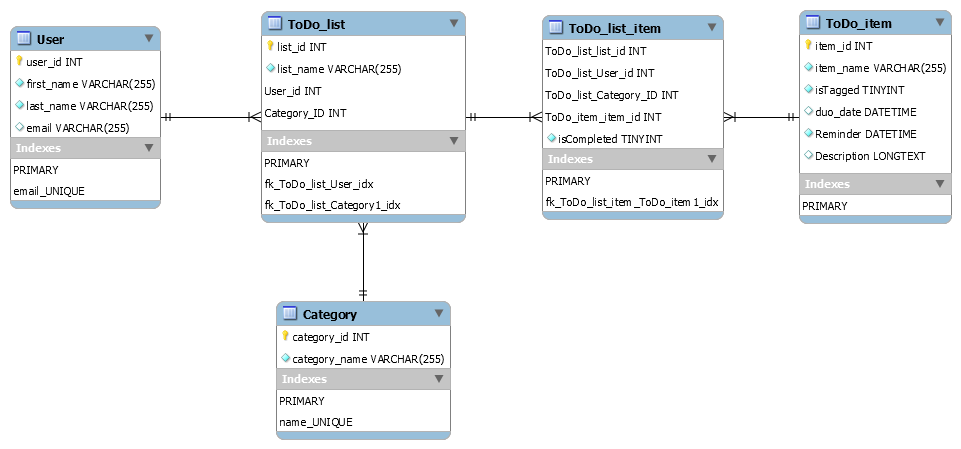 User
user_id INT
first_name VARCHAR(255)
last_name VARCHAR(255)
email VARCHAR(255)
Indexes
PRIMARY
email_UNIQUE
ToDo_list
list_id INT
list_name VARCHAR(255)
User_id INT
Category_ID INT
Indexes
PRIMARY
fk_ToDo_list_User_idx
fk_ToDo_list_Category1_idx
ToDo_list_item
ToDo_list_list_id INT
ToDo_list_User_id INT
ToDo_list_Category_ID INT
ToDo_item_item_id INT
isCompleted TINYINT
Indexes
PRIMARY
fk_ToDo_list_item_ToDo_item1_idx
ToDo_item
item_id INT
item_name VARCHAR(255)
isTagged TINYINT
duo_date DATETIME
Reminder DATETIME
Description LONGTEXT
Indexes
PRIMARY
Category
category_id INT
category_name VARCHAR(255)
Indexes
PRIMARY
name_UNIQUE